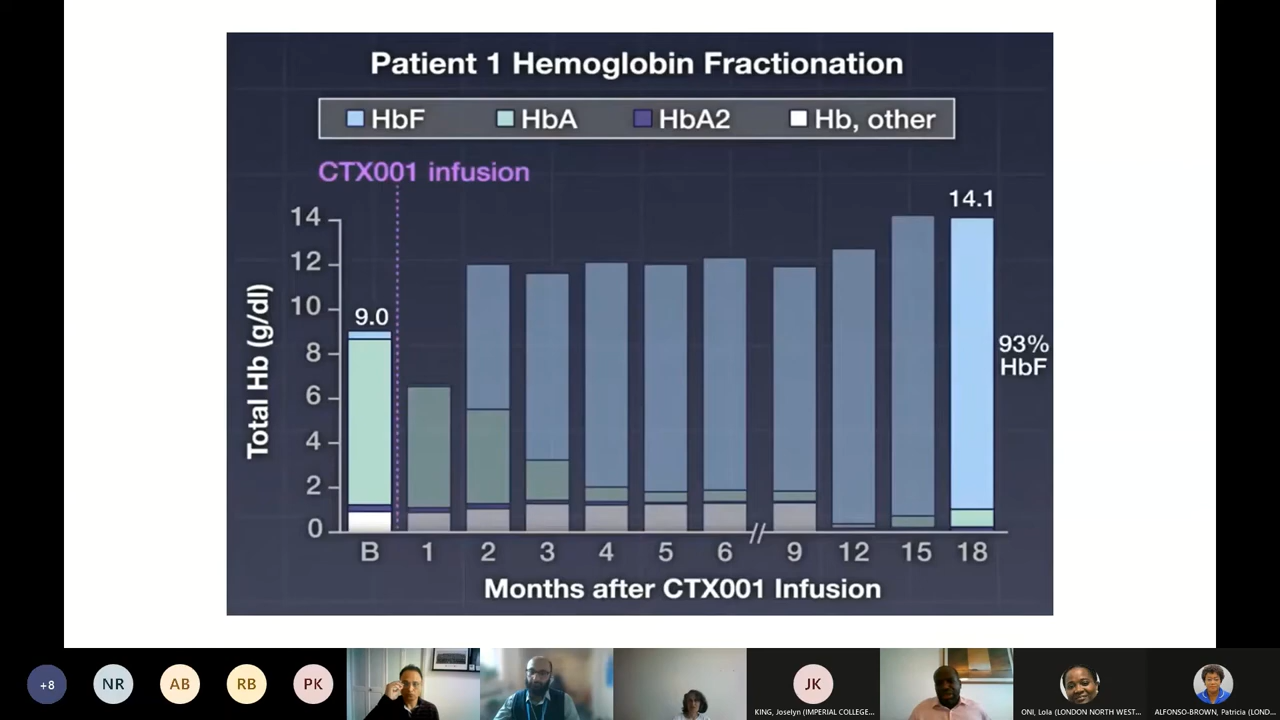 Patient 1 Hemoglobin Fractionation
HbF HbA HbA2 Hb, other
CTX001 infusion
14.1
14
12
10
9.0
8
93%
HbF
6
4
2
0
Total Hb (g/dl)
B 1 2 3 4 5 6 9 12 15 18
Months after CTX001 Infusion
+8 NR AB RB PK JK
KING, Joselyn (IMPERIAL COLLEGE... ONI, Lola (LONDON NORTH WEST... ALFONSO-BROWN, Patricia (LOND...